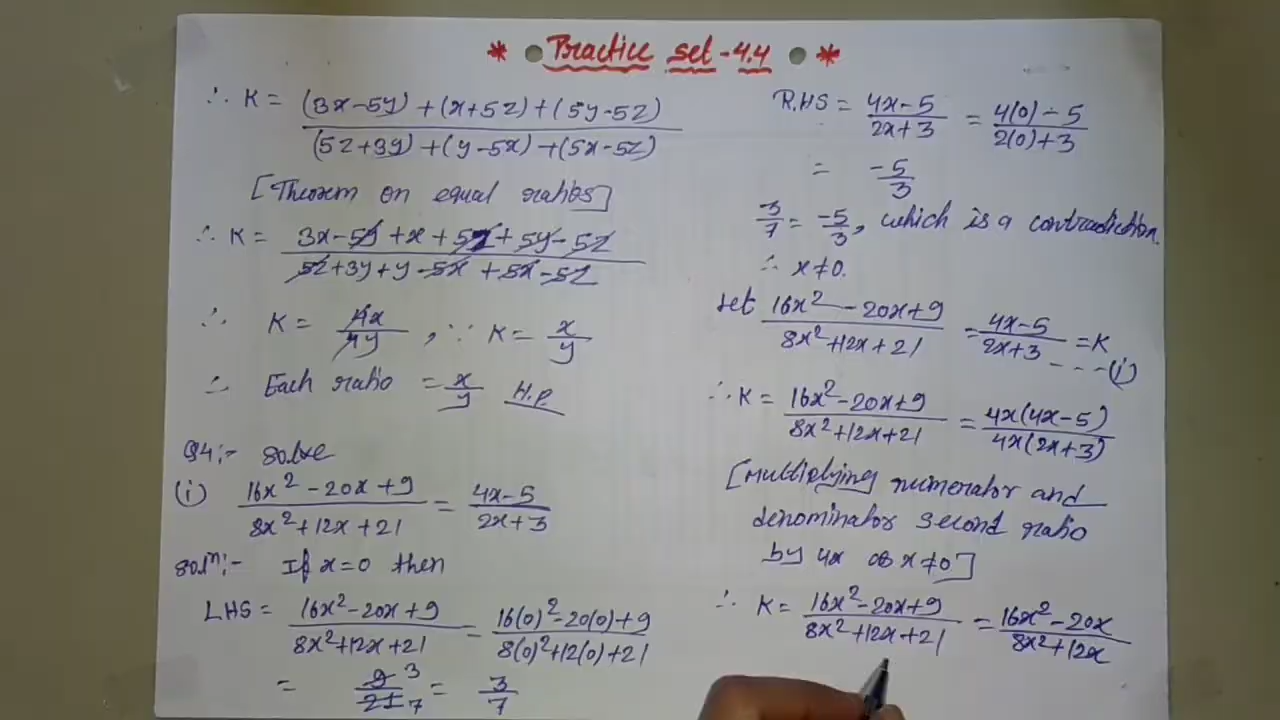 * Practice set-4.4 *
∴ K = (3x-5y)+(x+5z)+(5y-5z) / (5z+3y)+(y-5x)+(5x-5z)
[Theorem on equal ratios]
∴ K = 3x-5y+x+5z+5y-5z / 5z+3y+y-5x+5x-5z
∴ K = 4x/4y, ∵ K = x/y
∴ Each ratio = x/y H.P.
Q4:- solve
(i) 16x²-20x+9 / 8x²+12x+21 = 4x-5 / 2x+3
solⁿ:- If x=0 then
LHS = 16x²-20x+9 / 8x²+12x+21 = 16(0)²-20(0)+9 / 8(0)²+12(0)+21
= 9/21 3/7 = 3/7
R.HS = 4x-5 / 2x+3 = 4(0)-5 / 2(0)+3
= -5/3
3/7 = -5/3, which is a contradiction.
∴ x≠0.
set 16x²-20x+9 / 8x²+12x+21 = 4x-5 / 2x+3 = K
---(i)
∴ K = 16x²-20x+9 / 8x²+12x+21 = 4x(4x-5) / 4x(2x+3)
[Multiplying numerator and
denominator second ratio
by 4x as x≠0]
∴ K = 16x²-20x+9 / 8x²+12x+21 = 16x²-20x / 8x²+12x